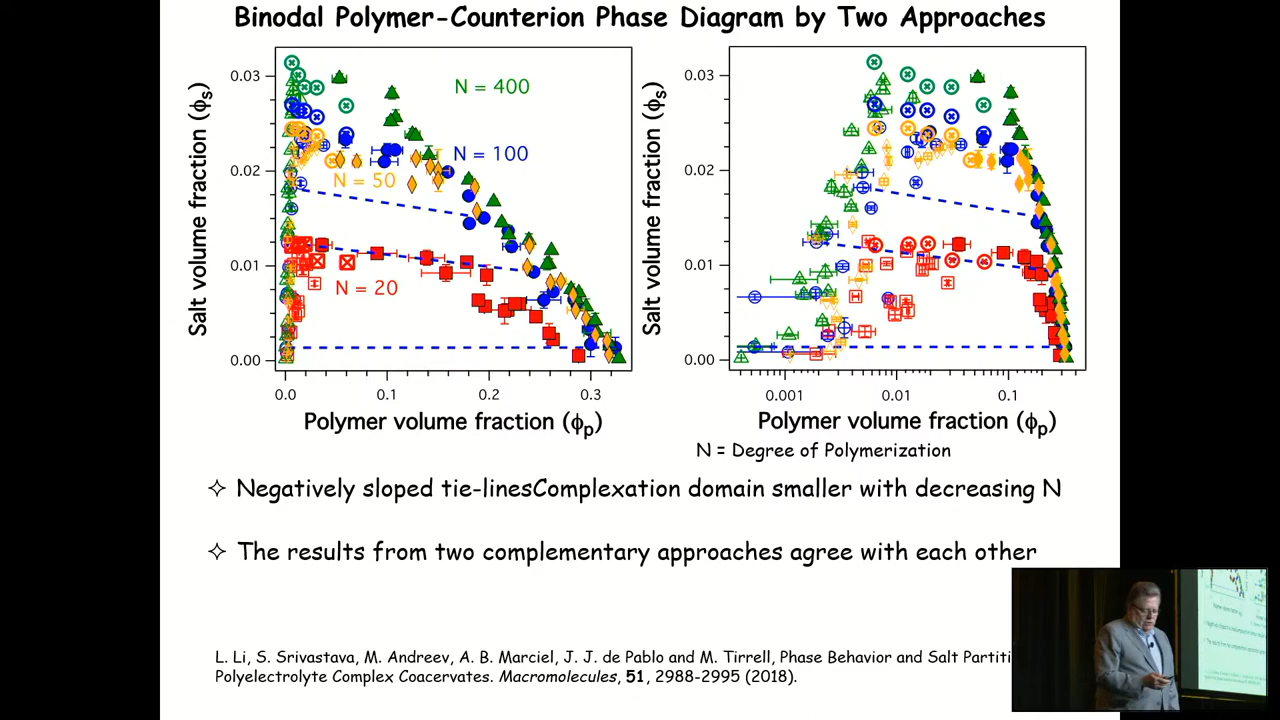 Binodal Polymer-Counterion Phase Diagram by Two Approaches
Salt volume fraction (ϕs)
0.03
0.02
0.01
0.00
N = 400
N = 100
N = 50
N = 20
0.0 0.1 0.2 0.3
Polymer volume fraction (ϕp)
Salt volume fraction (ϕs)
0.03
0.02
0.01
0.00
0.001 0.01 0.1
Polymer volume fraction (ϕp)
N = Degree of Polymerization
✧ Negatively sloped tie-linesComplexation domain smaller with decreasing N
✧ The results from two complementary approaches agree with each other
L. Li, S. Srivastava, M. Andreev, A. B. Marciel, J. J. de Pablo and M. Tirrell, Phase Behavior and Salt Partiti
Polyelectrolyte Complex Coacervates. Macromolecules, 51, 2988-2995 (2018).